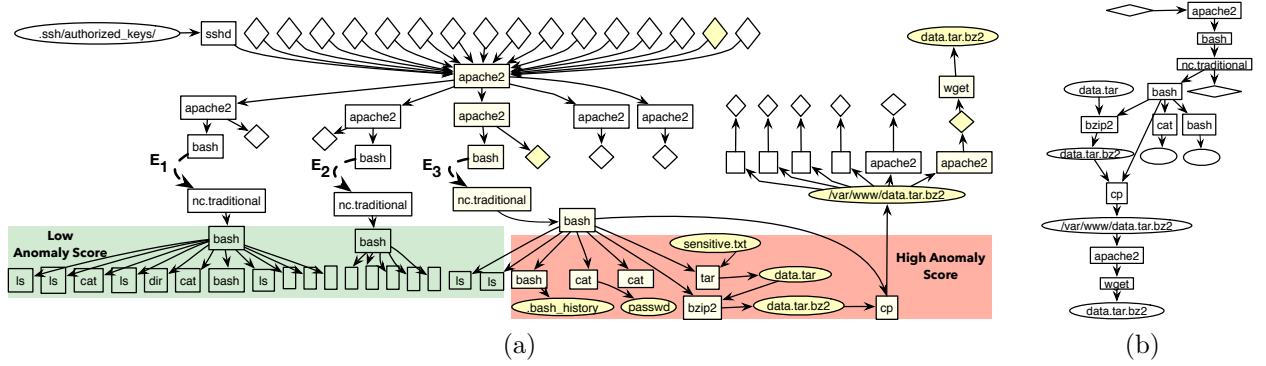 .ssh/authorized_keys/
sshd
apache2
data.tar.bz2
wget
apache2
apache2
apache2
apache2
apache2
bash
bash
bash
apache2
apache2
E1
E2
E3
nc.traditional
nc.traditional
nc.traditional
/var/www/data.tar.bz2
Low
Anomaly Score
bash
bash
bash
High Anomaly
Score
ls
ls
cat
ls
dir
cat
bash
ls
ls
ls
bash
cat
cat
sensitive.txt
tar
data.tar
.bash_history
passwd
bzip2
data.tar.bz2
cp
(a)
apache2
bash
nc.traditional
data.tar
bash
bzip2
cat
bash
data.tar.bz2
cp
/var/www/data.tar.bz2
apache2
wget
data.tar.bz2
(b)